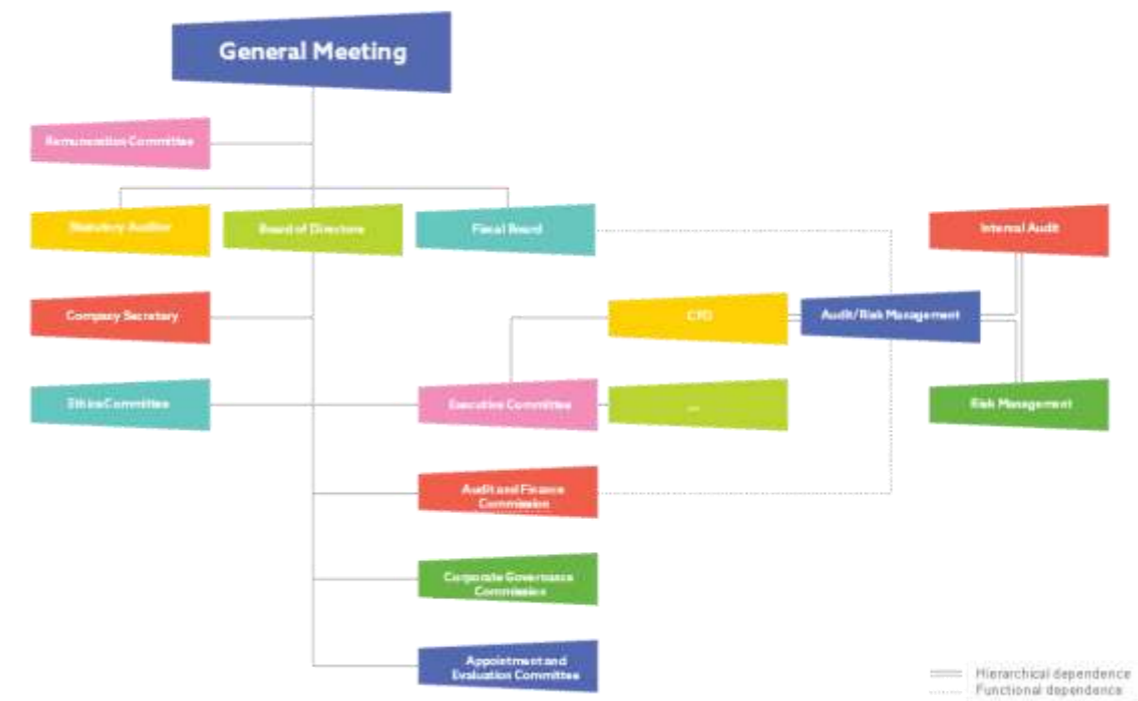 General Meeting
Remuneration Committee
Statutory Auditor
Board of Directors
Fiscal Board
Internal Audit
Company Secretary
CFO
Audit/Risk Management
Ethics Committee
Executive Committee
...
Risk Management
Audit and Finance
Commission
Corporate Governance
Commission
Appointment and
Evaluation Committee
Hierarchical dependence
Functional dependence